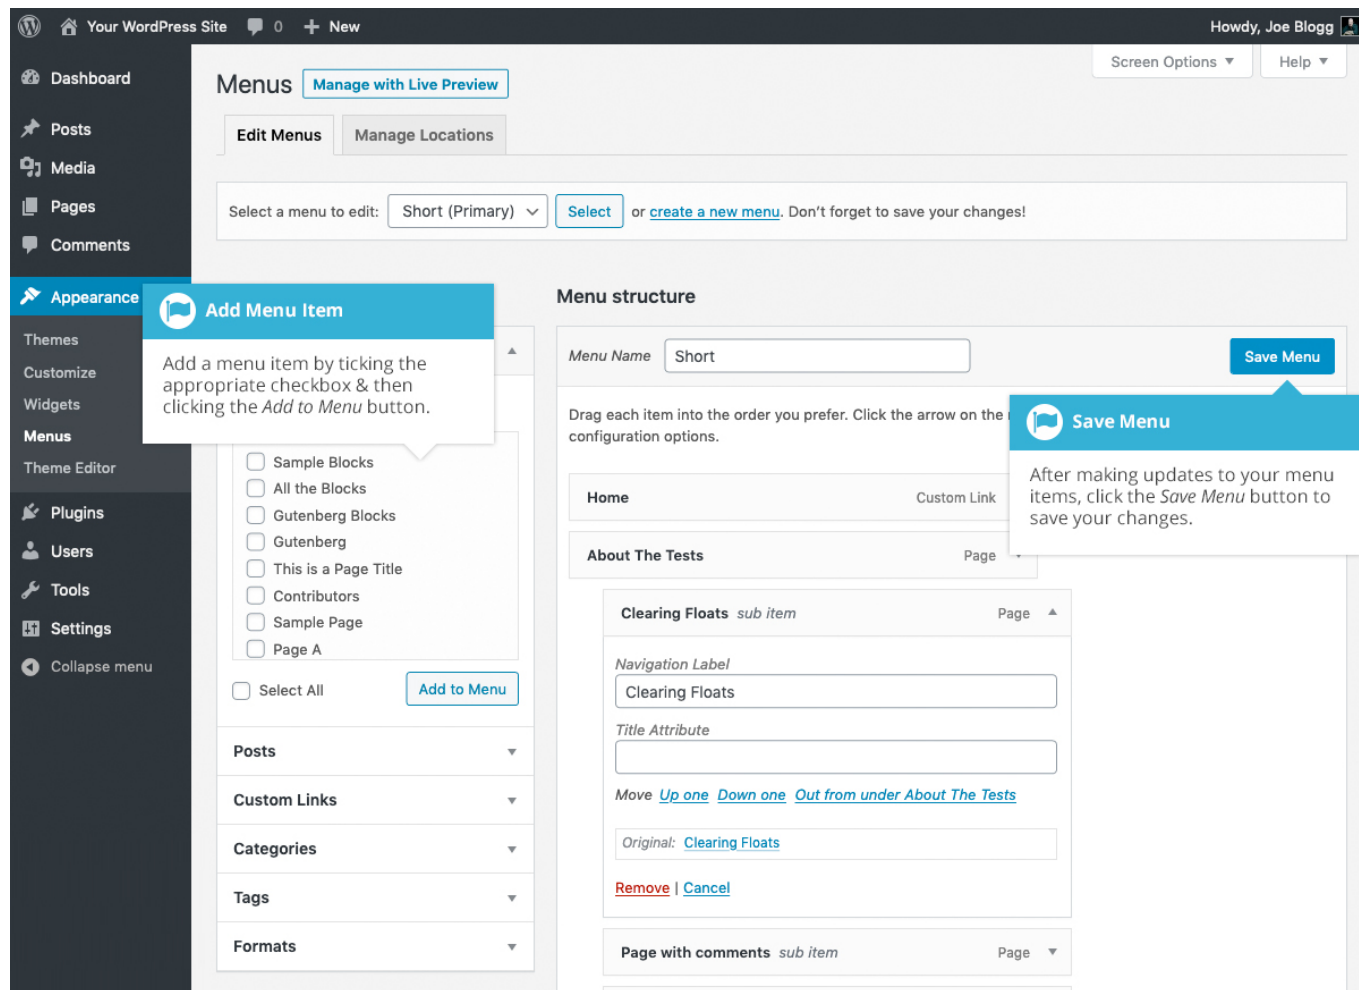 Your WordPress Site 0 New Howdy, Joe Blogg
Screen Options Help
Dashboard
Posts
Media
Pages
Comments
Appearance
Themes
Customize
Widgets
Menus
Theme Editor
Plugins
Users
Tools
Settings
Collapse menu
Menus Manage with Live Preview
Edit Menus Manage Locations
Select a menu to edit: Short (Primary) Select or create a new menu. Don't forget to save your changes!
Add Menu Item
Add a menu item by ticking the
appropriate checkbox & then
clicking the Add to Menu button.
Sample Blocks
All the Blocks
Gutenberg Blocks
Gutenberg
This is a Page Title
Contributors
Sample Page
Page A
Select All Add to Menu
Posts
Custom Links
Categories
Tags
Formats
Menu structure
Menu Name Short Save Menu
Drag each item into the order you prefer. Click the arrow on the
configuration options.
Save Menu
After making updates to your menu
items, click the Save Menu button to
save your changes.
Home Custom Link
About The Tests Page
Clearing Floats sub item Page
Navigation Label
Clearing Floats
Title Attribute
Move Up one Down one Out from under About The Tests
Original: Clearing Floats
Remove | Cancel
Page with comments sub item Page